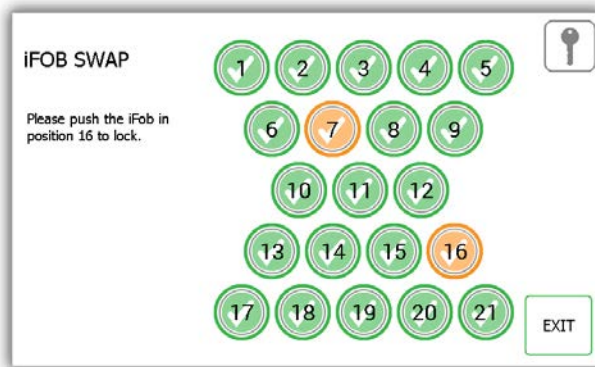 iFOB SWAP
Please push the iFob in
position 16 to lock.
1 2 3 4 5
6 7 8 9
10 11 12
13 14 15 16
17 18 19 20 21
EXIT